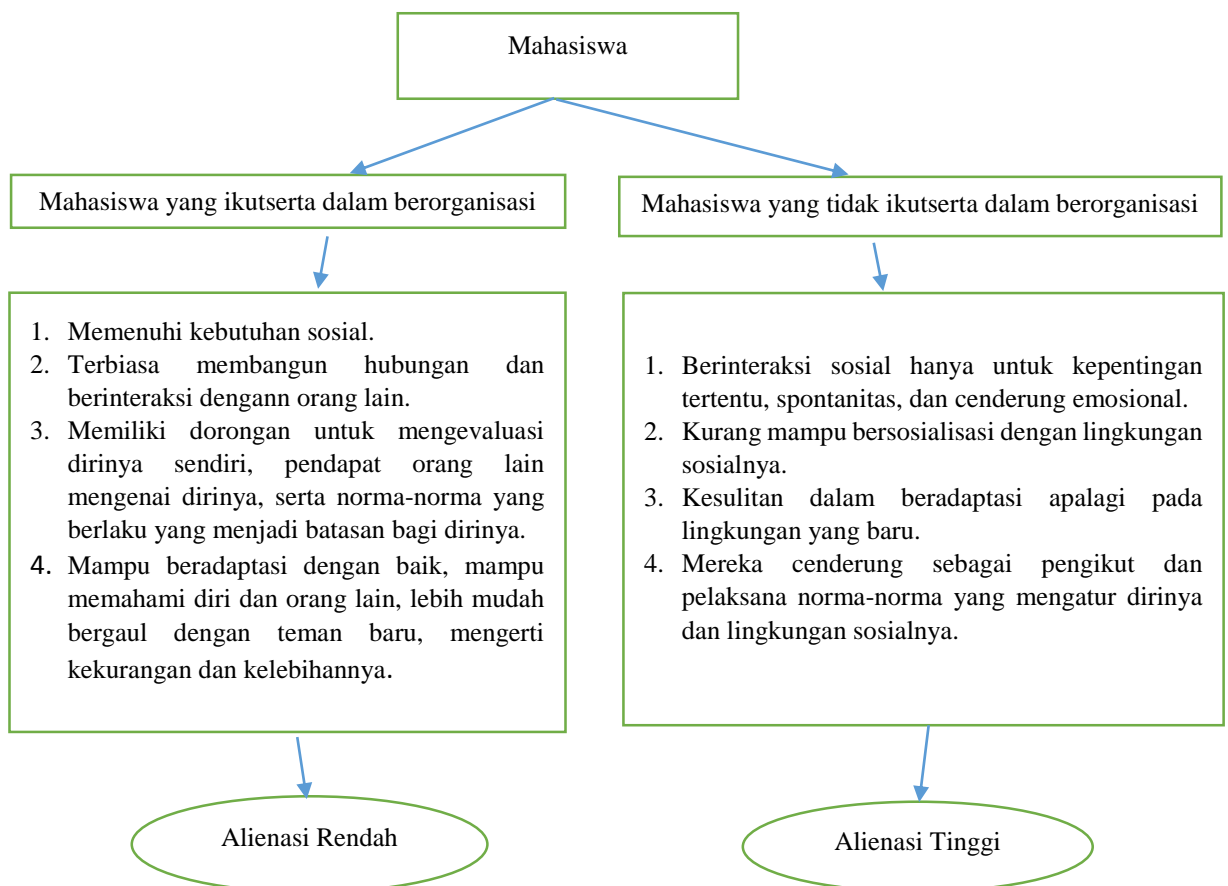 Mahasiswa
Mahasiswa yang ikutserta dalam berorganisasi
Mahasiswa yang tidak ikutserta dalam berorganisasi
1. Memenuhi kebutuhan sosial.
2. Terbiasa membangun hubungan dan
berinteraksi dengann orang lain.
3. Memiliki dorongan untuk mengevaluasi
dirinya sendiri, pendapat orang lain
mengenai dirinya, serta norma-norma yang
berlaku yang menjadi batasan bagi dirinya.
4. Mampu beradaptasi dengan baik, mampu
memahami diri dan orang lain, lebih mudah
bergaul dengan teman baru, mengerti
kekurangan dan kelebihannya.
1. Berinteraksi sosial hanya untuk kepentingan
tertentu, spontanitas, dan cenderung emosional.
2. Kurang mampu bersosialisasi dengan lingkungan
sosialnya.
3. Kesulitan dalam beradaptasi apalagi pada
lingkungan yang baru.
4. Mereka cenderung sebagai pengikut dan
pelaksana norma-norma yang mengatur dirinya
dan lingkungan sosialnya.
Alienasi Rendah
Alienasi Tinggi